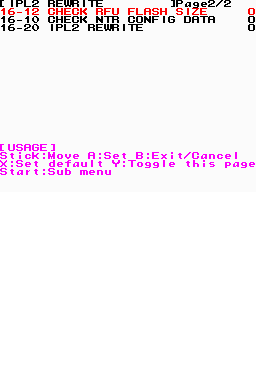 [IPL2 REWRITE ]Page2/2
16-12 CHECK RFU FLASH SIZE 0
16-10 CHECK NTR CONFIG DATA 0
16-20 IPL2 REWRITE 0
[USAGE]
Stick:Move A:Set B:Exit/Cancel
X:Set default Y:Toggle this page
Start:Sub menu